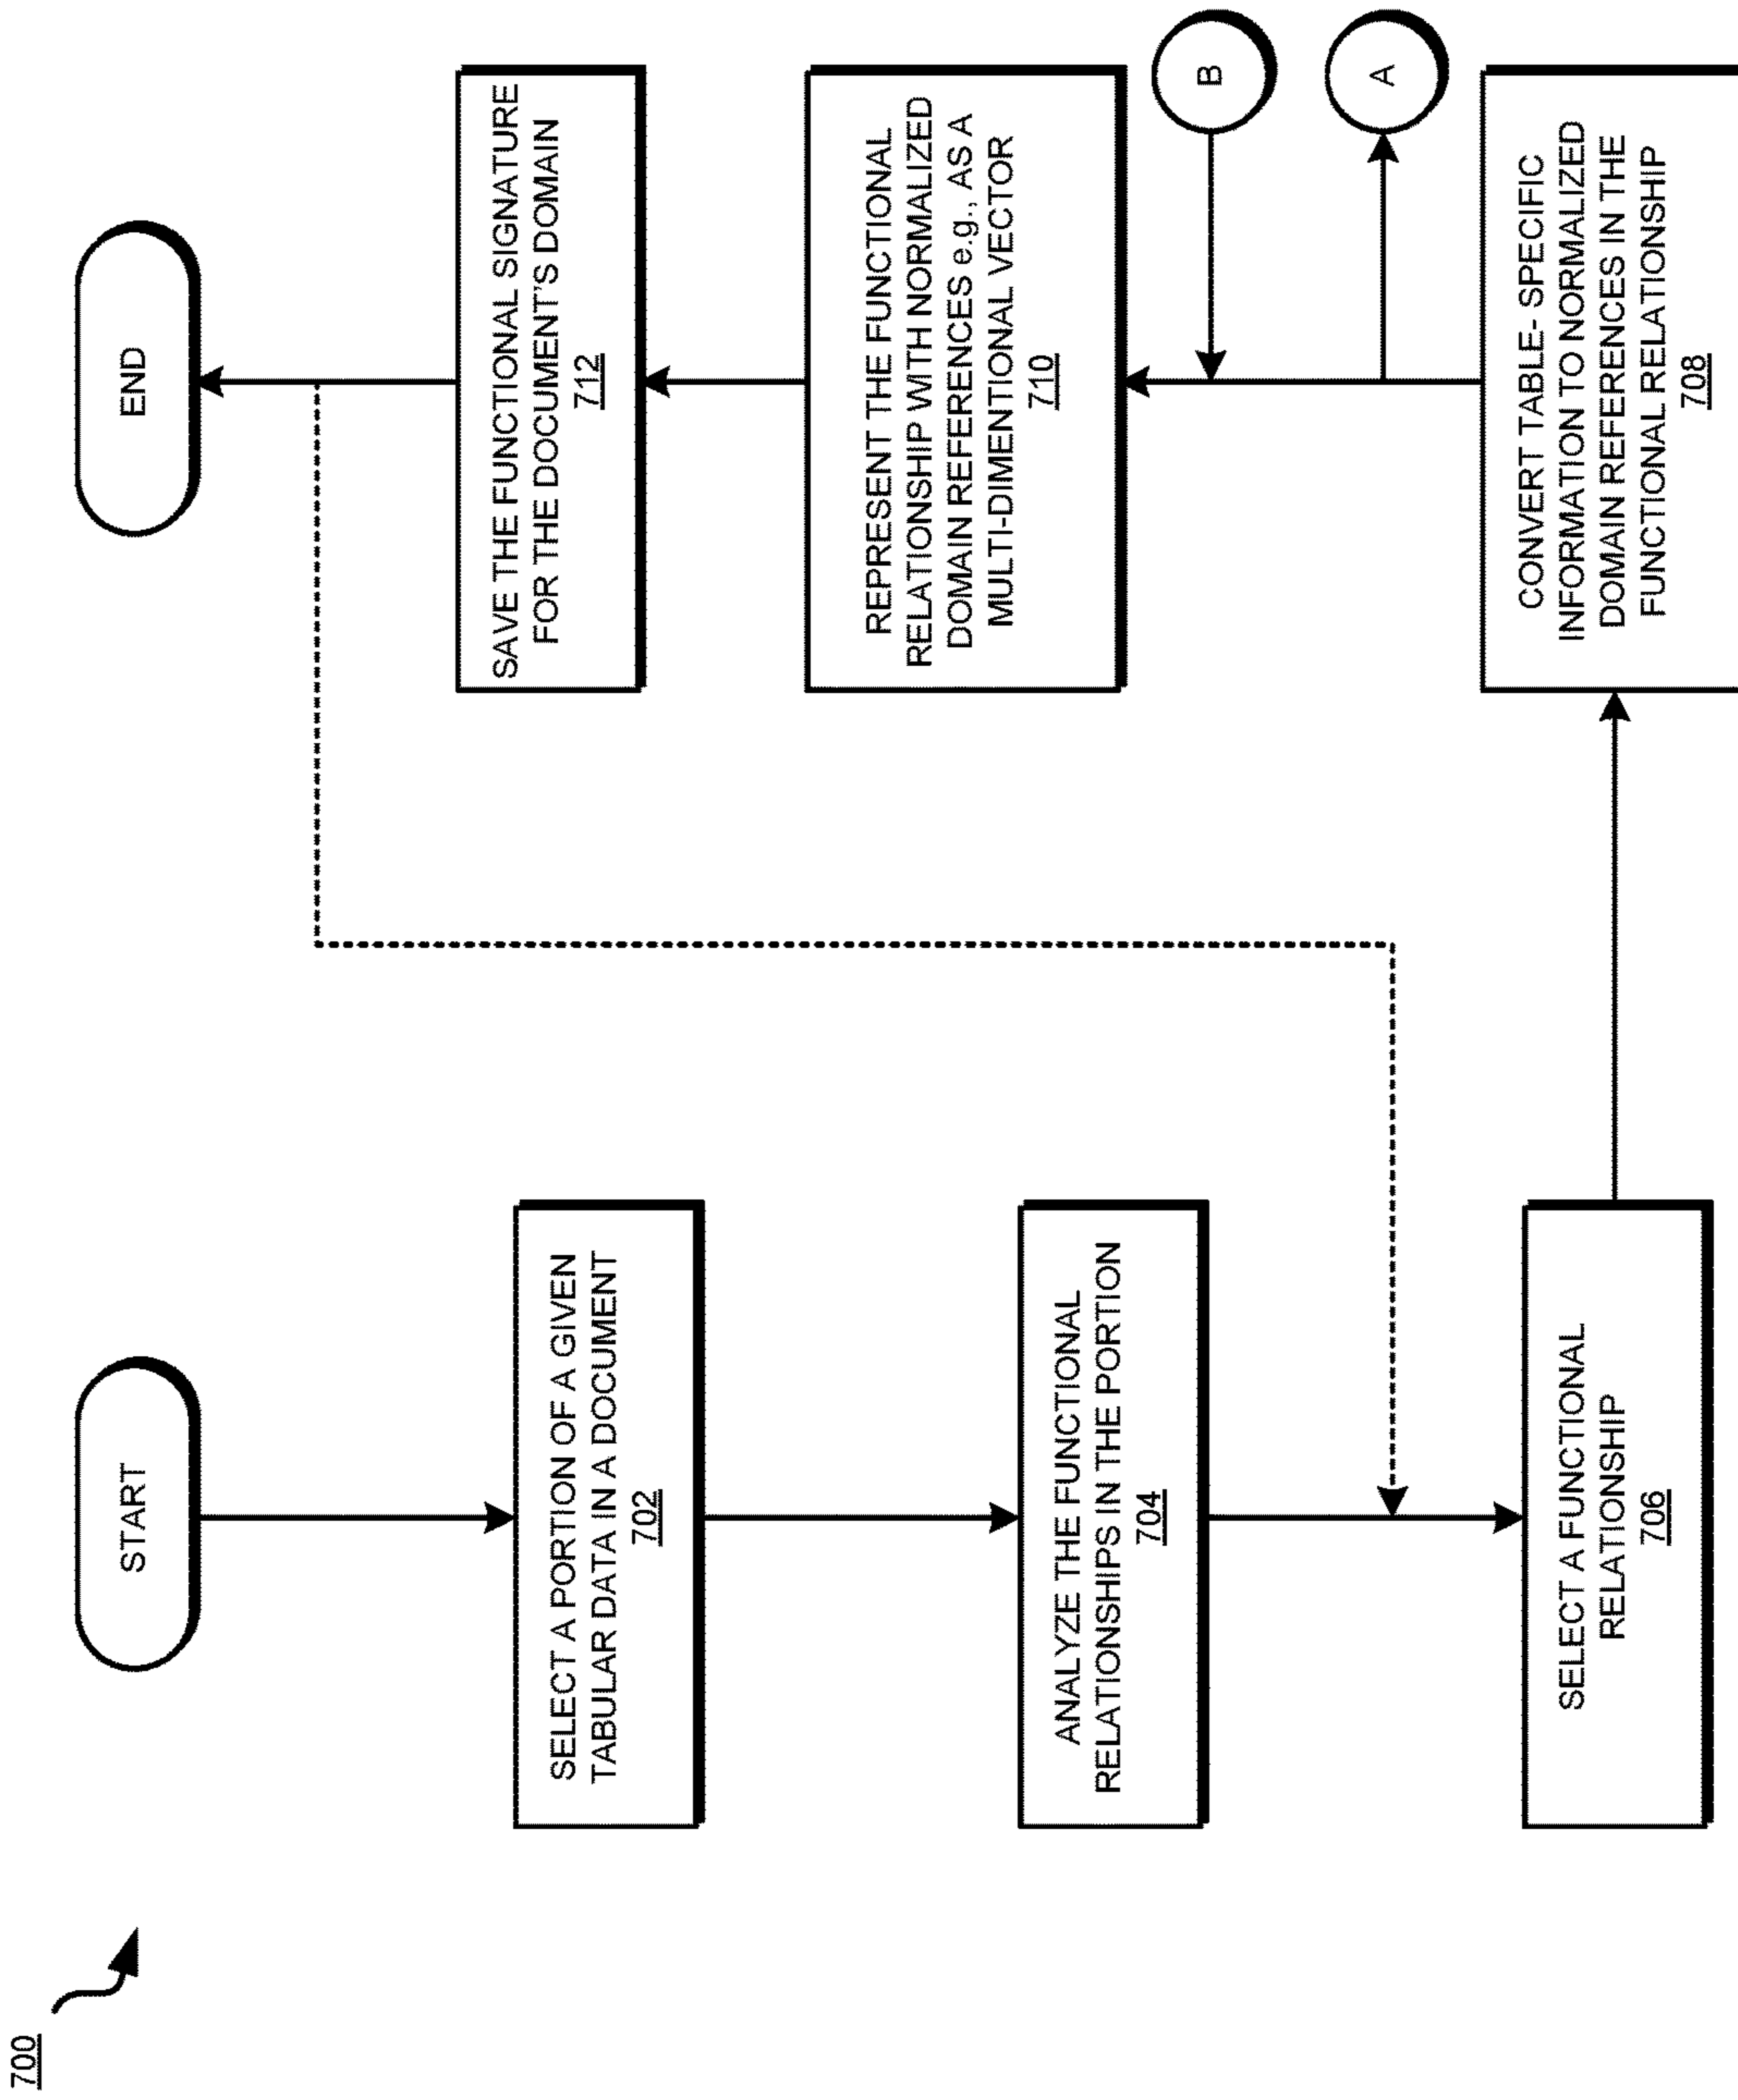 700
START
SELECT A PORTION OF A GIVEN
TABULAR DATA IN A DOCUMENT
702
ANALYZE THE FUNCTIONAL
RELATIONSHIPS IN THE PORTION
704
SELECT A FUNCTIONAL
RELATIONSHIP
706
CONVERT TABLE- SPECIFIC
INFORMATION TO NORMALIZED
DOMAIN REFERENCES IN THE
FUNCTIONAL RELATIONSHIP
708
A
B
REPRESENT THE FUNCTIONAL
RELATIONSHIP WITH NORMALIZED
DOMAIN REFERENCES e.g., AS A
MULTI-DIMENTIONAL VECTOR
710
SAVE THE FUNCTIONAL SIGNATURE
FOR THE DOCUMENT'S DOMAIN
712
END